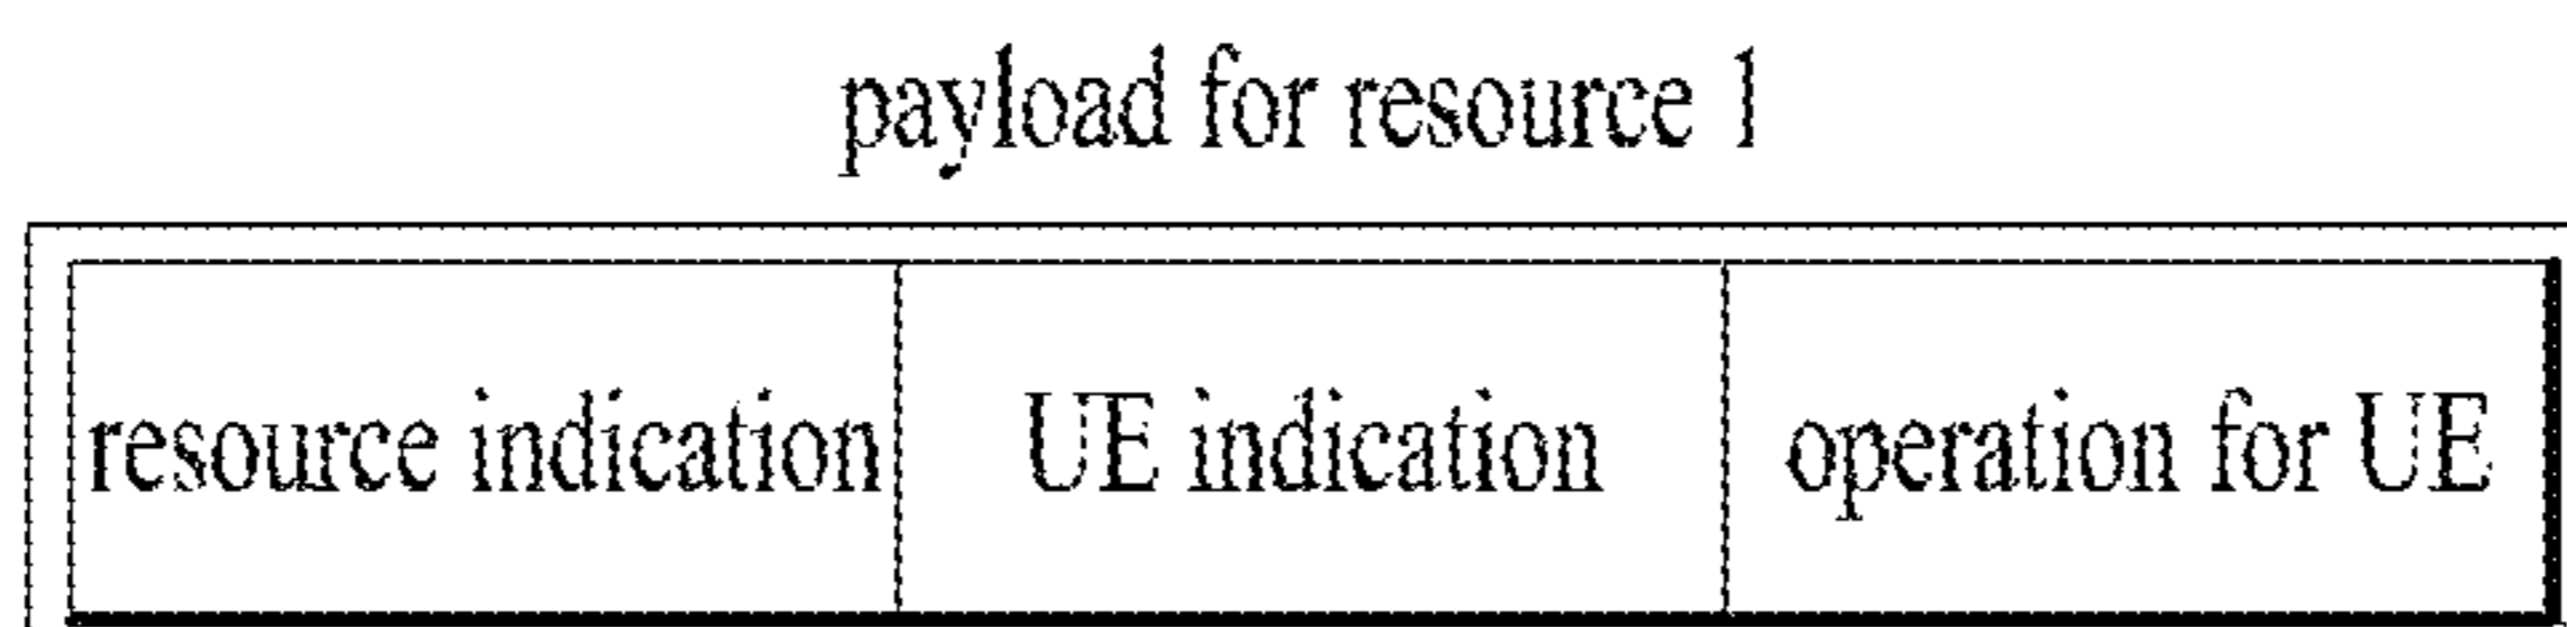 payload for resource 1
resource indication UE indication operation for UE